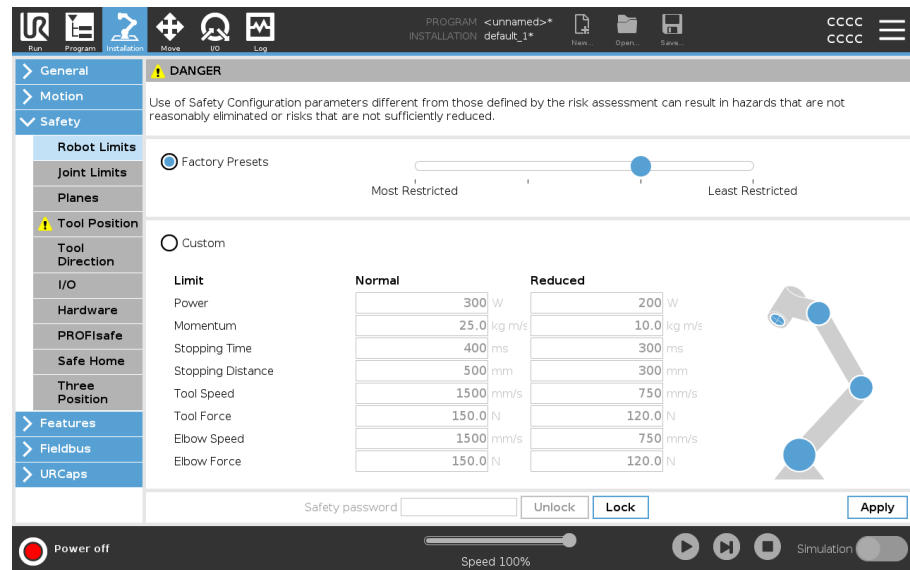 PROGRAM <unnamed>*
INSTALLATION default_1*
CCCC
CCCC
UR
Run
Program
Installation
Move
I/O
Log
New...
Open...
Save...
General
Motion
Safety
Robot Limits
Joint Limits
Planes
Tool Position
Tool
Direction
I/O
Hardware
PROFIsafe
Safe Home
Three
Position
Features
Fieldbus
URCaps
DANGER
Use of Safety Configuration parameters different from those defined by the risk assessment can result in hazards that are not
reasonably eliminated or risks that are not sufficiently reduced.
Factory Presets
Most Restricted Least Restricted
Custom
Limit Normal Reduced
Power 300 W 200 W
Momentum 25.0 kg m/s 10.0 kg m/s
Stopping Time 400 ms 300 ms
Stopping Distance 500 mm 300 mm
Tool Speed 1500 mm/s 750 mm/s
Tool Force 150.0 N 120.0 N
Elbow Speed 1500 mm/s 750 mm/s
Elbow Force 150.0 N 120.0 N
Safety password Unlock Lock Apply
Power off
Speed 100%
Simulation